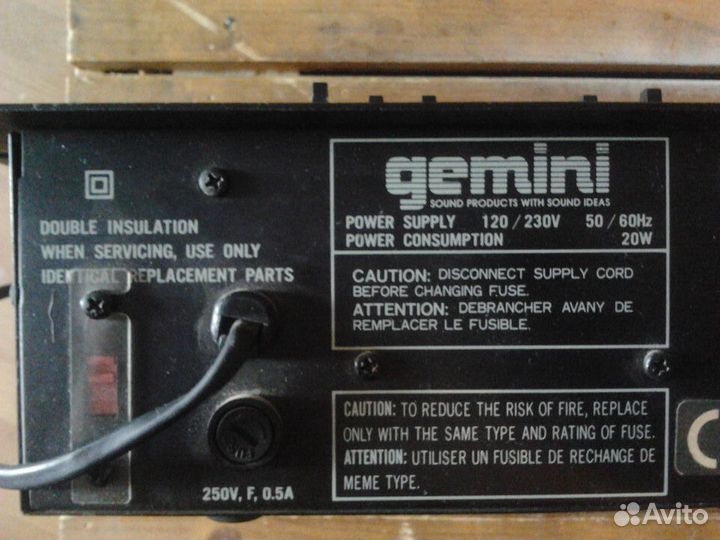 gemini
SOUND PRODUCTS WITH SOUND IDEAS
POWER SUPPLY 120/230V 50/60Hz
POWER CONSUMPTION 20W
DOUBLE INSULATION
WHEN SERVICING, USE ONLY
IDENTICAL REPLACEMENT PARTS
CAUTION: DISCONNECT SUPPLY CORD
BEFORE CHANGING FUSE.
ATTENTION: DEBRANCHER AVANY DE
REMPLACER LE FUSIBLE.
CAUTION: TO REDUCE THE RISK OF FIRE, REPLACE
ONLY WITH THE SAME TYPE AND RATING OF FUSE.
ATTENTION: UTILISER UN FUSIBLE DE RECHANGE DE
MEME TYPE.
250V, F, 0.5A
Avito